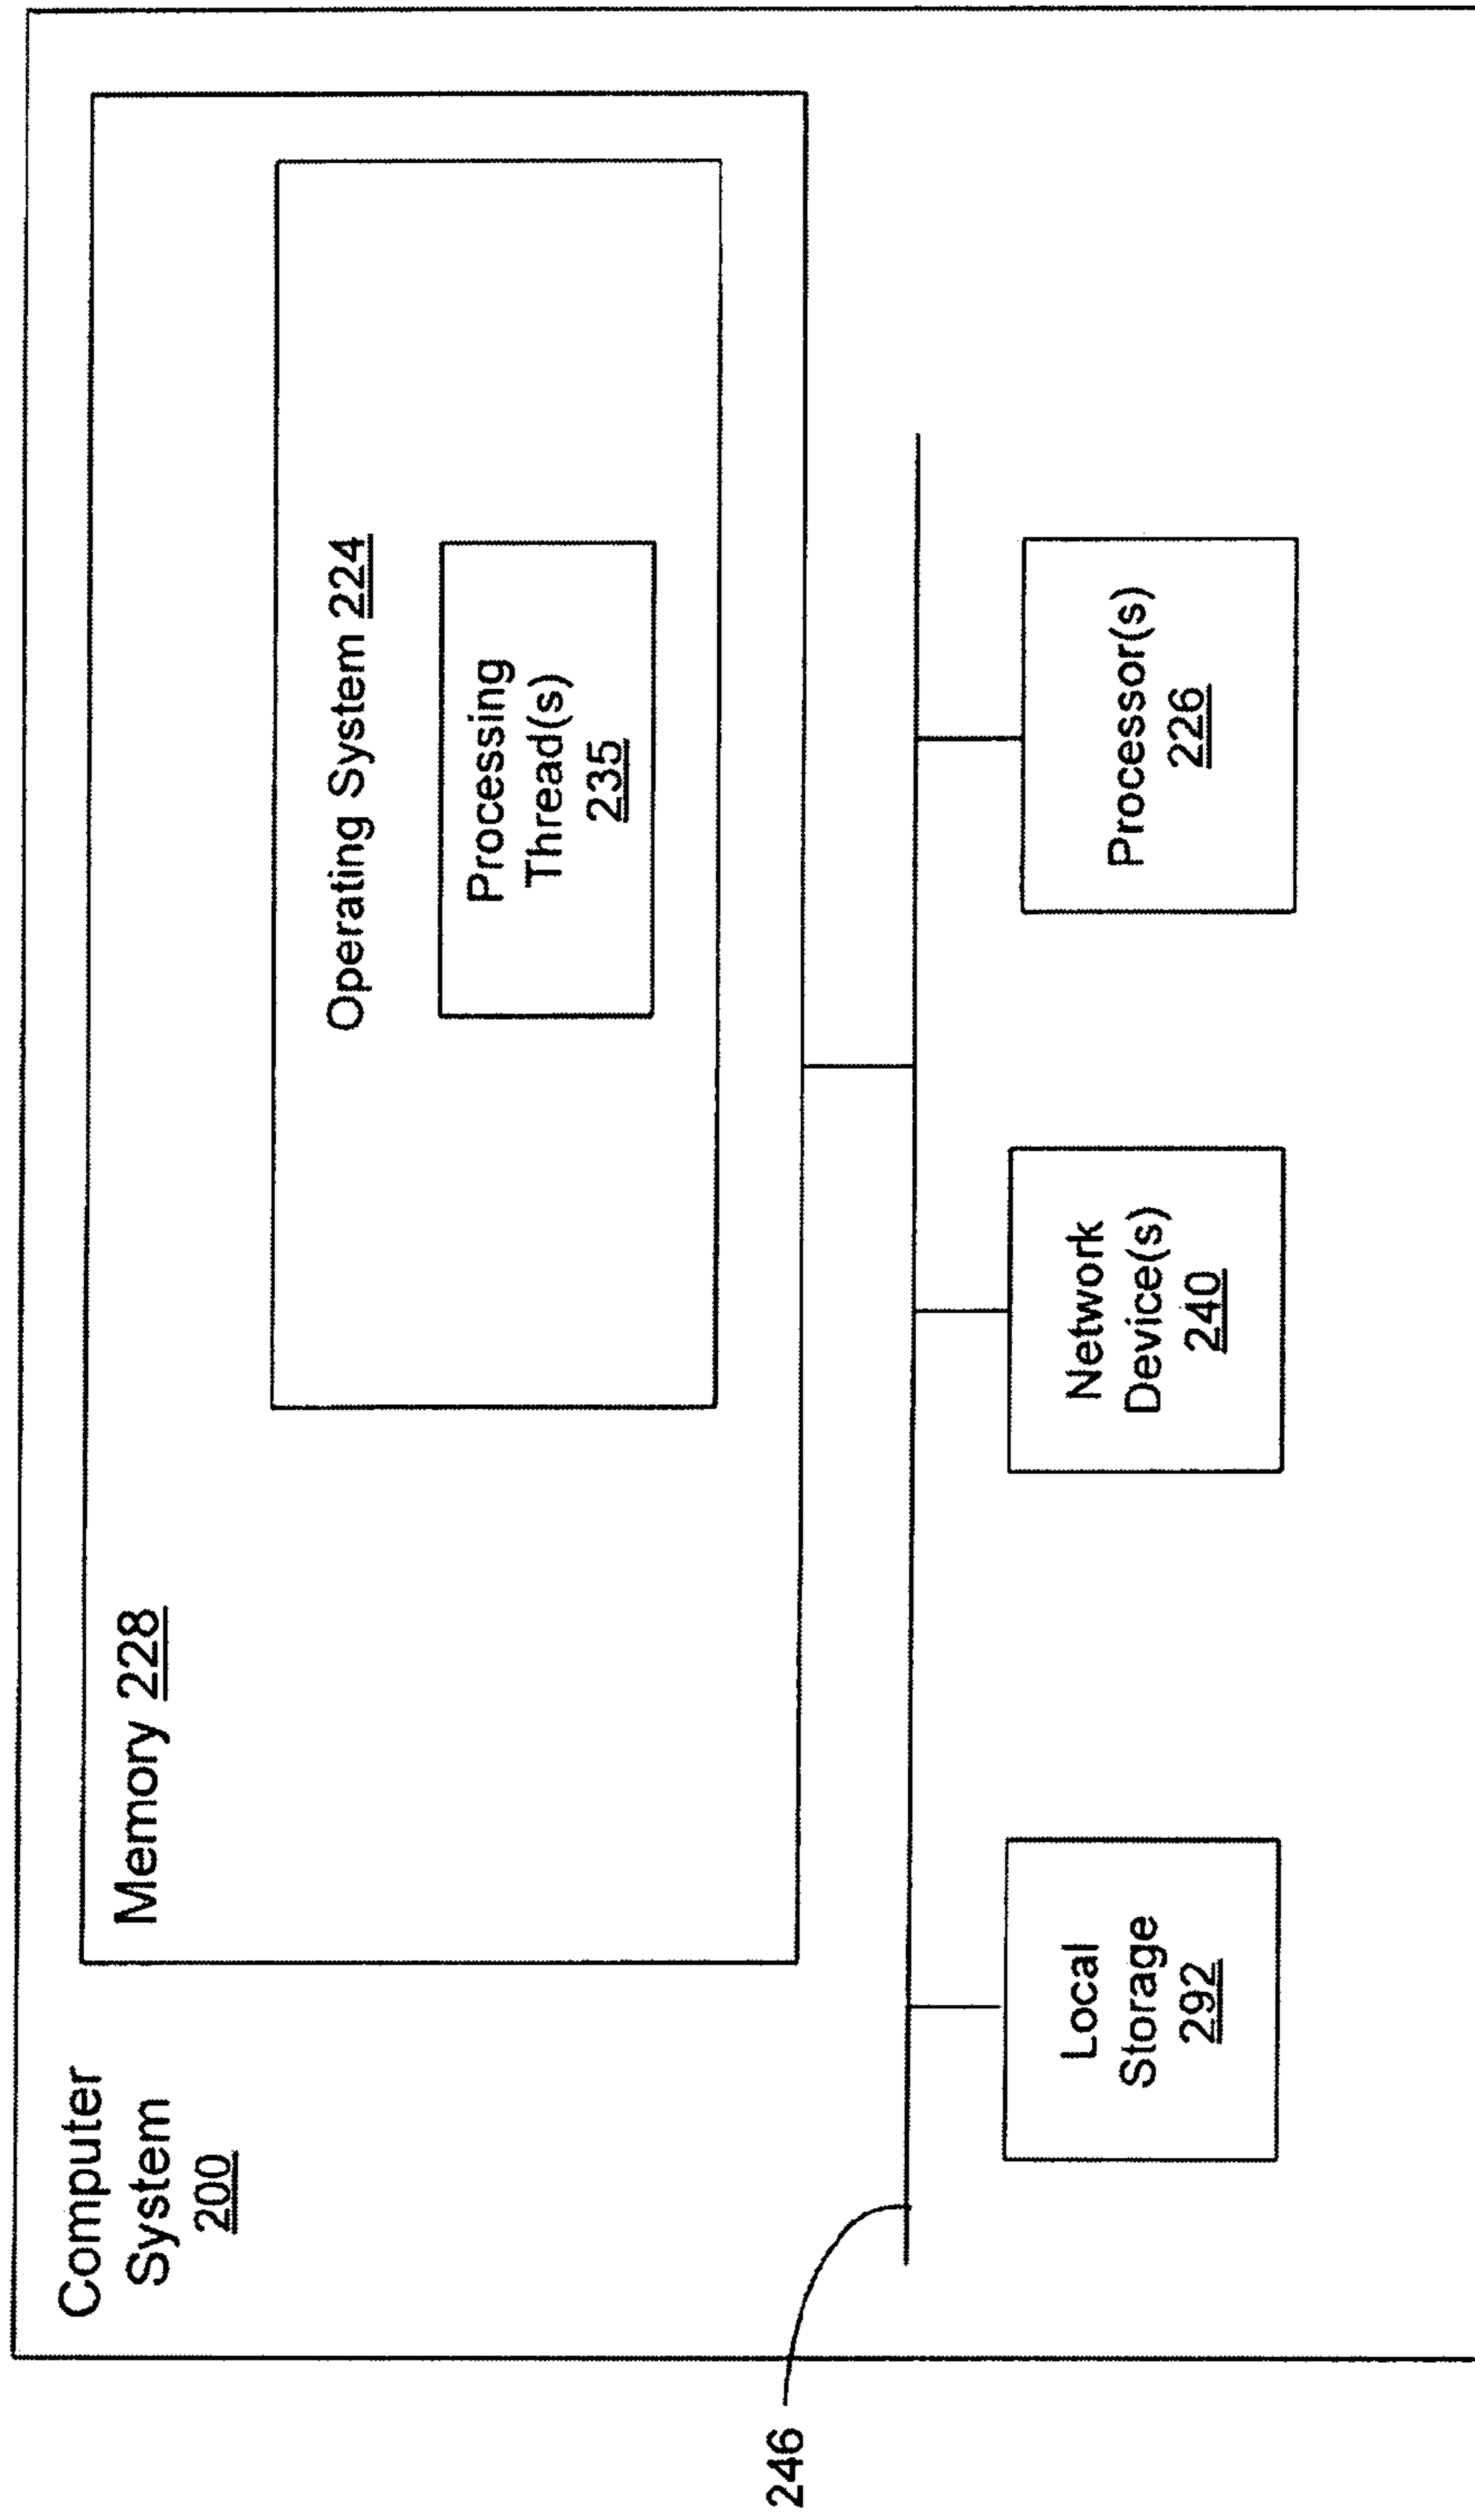 Computer
System
200
Memory 228
Operating System 224
Processing
Thread(s)
235
246
Local
Storage
292
Network
Device(s)
240
Processor(s)
226